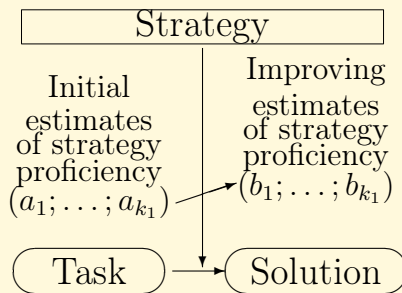 Strategy
Initial
estimates
of strategy
proficiency
(a₁; . . . ; aₖ₁)
Improving
estimates
of strategy
proficiency
(b₁; . . . ; bₖ₁)
Task
Solution